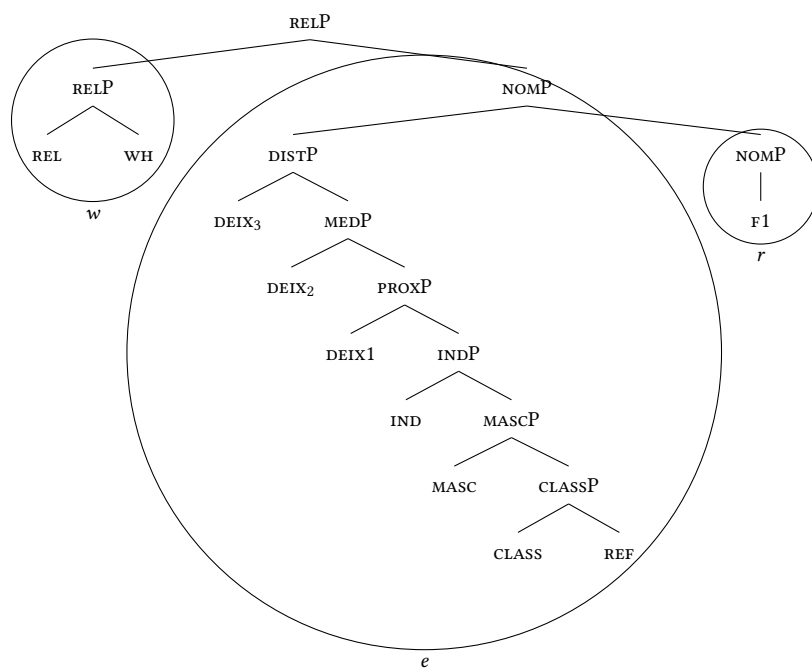 RELP
RELP
NOMP
REL WH
DISTP
NOMP
w
DEIX₃ MEDP
F1
r
DEIX₂ PROXP
DEIX1 INDP
IND MASCP
MASC CLASSP
CLASS REF
e